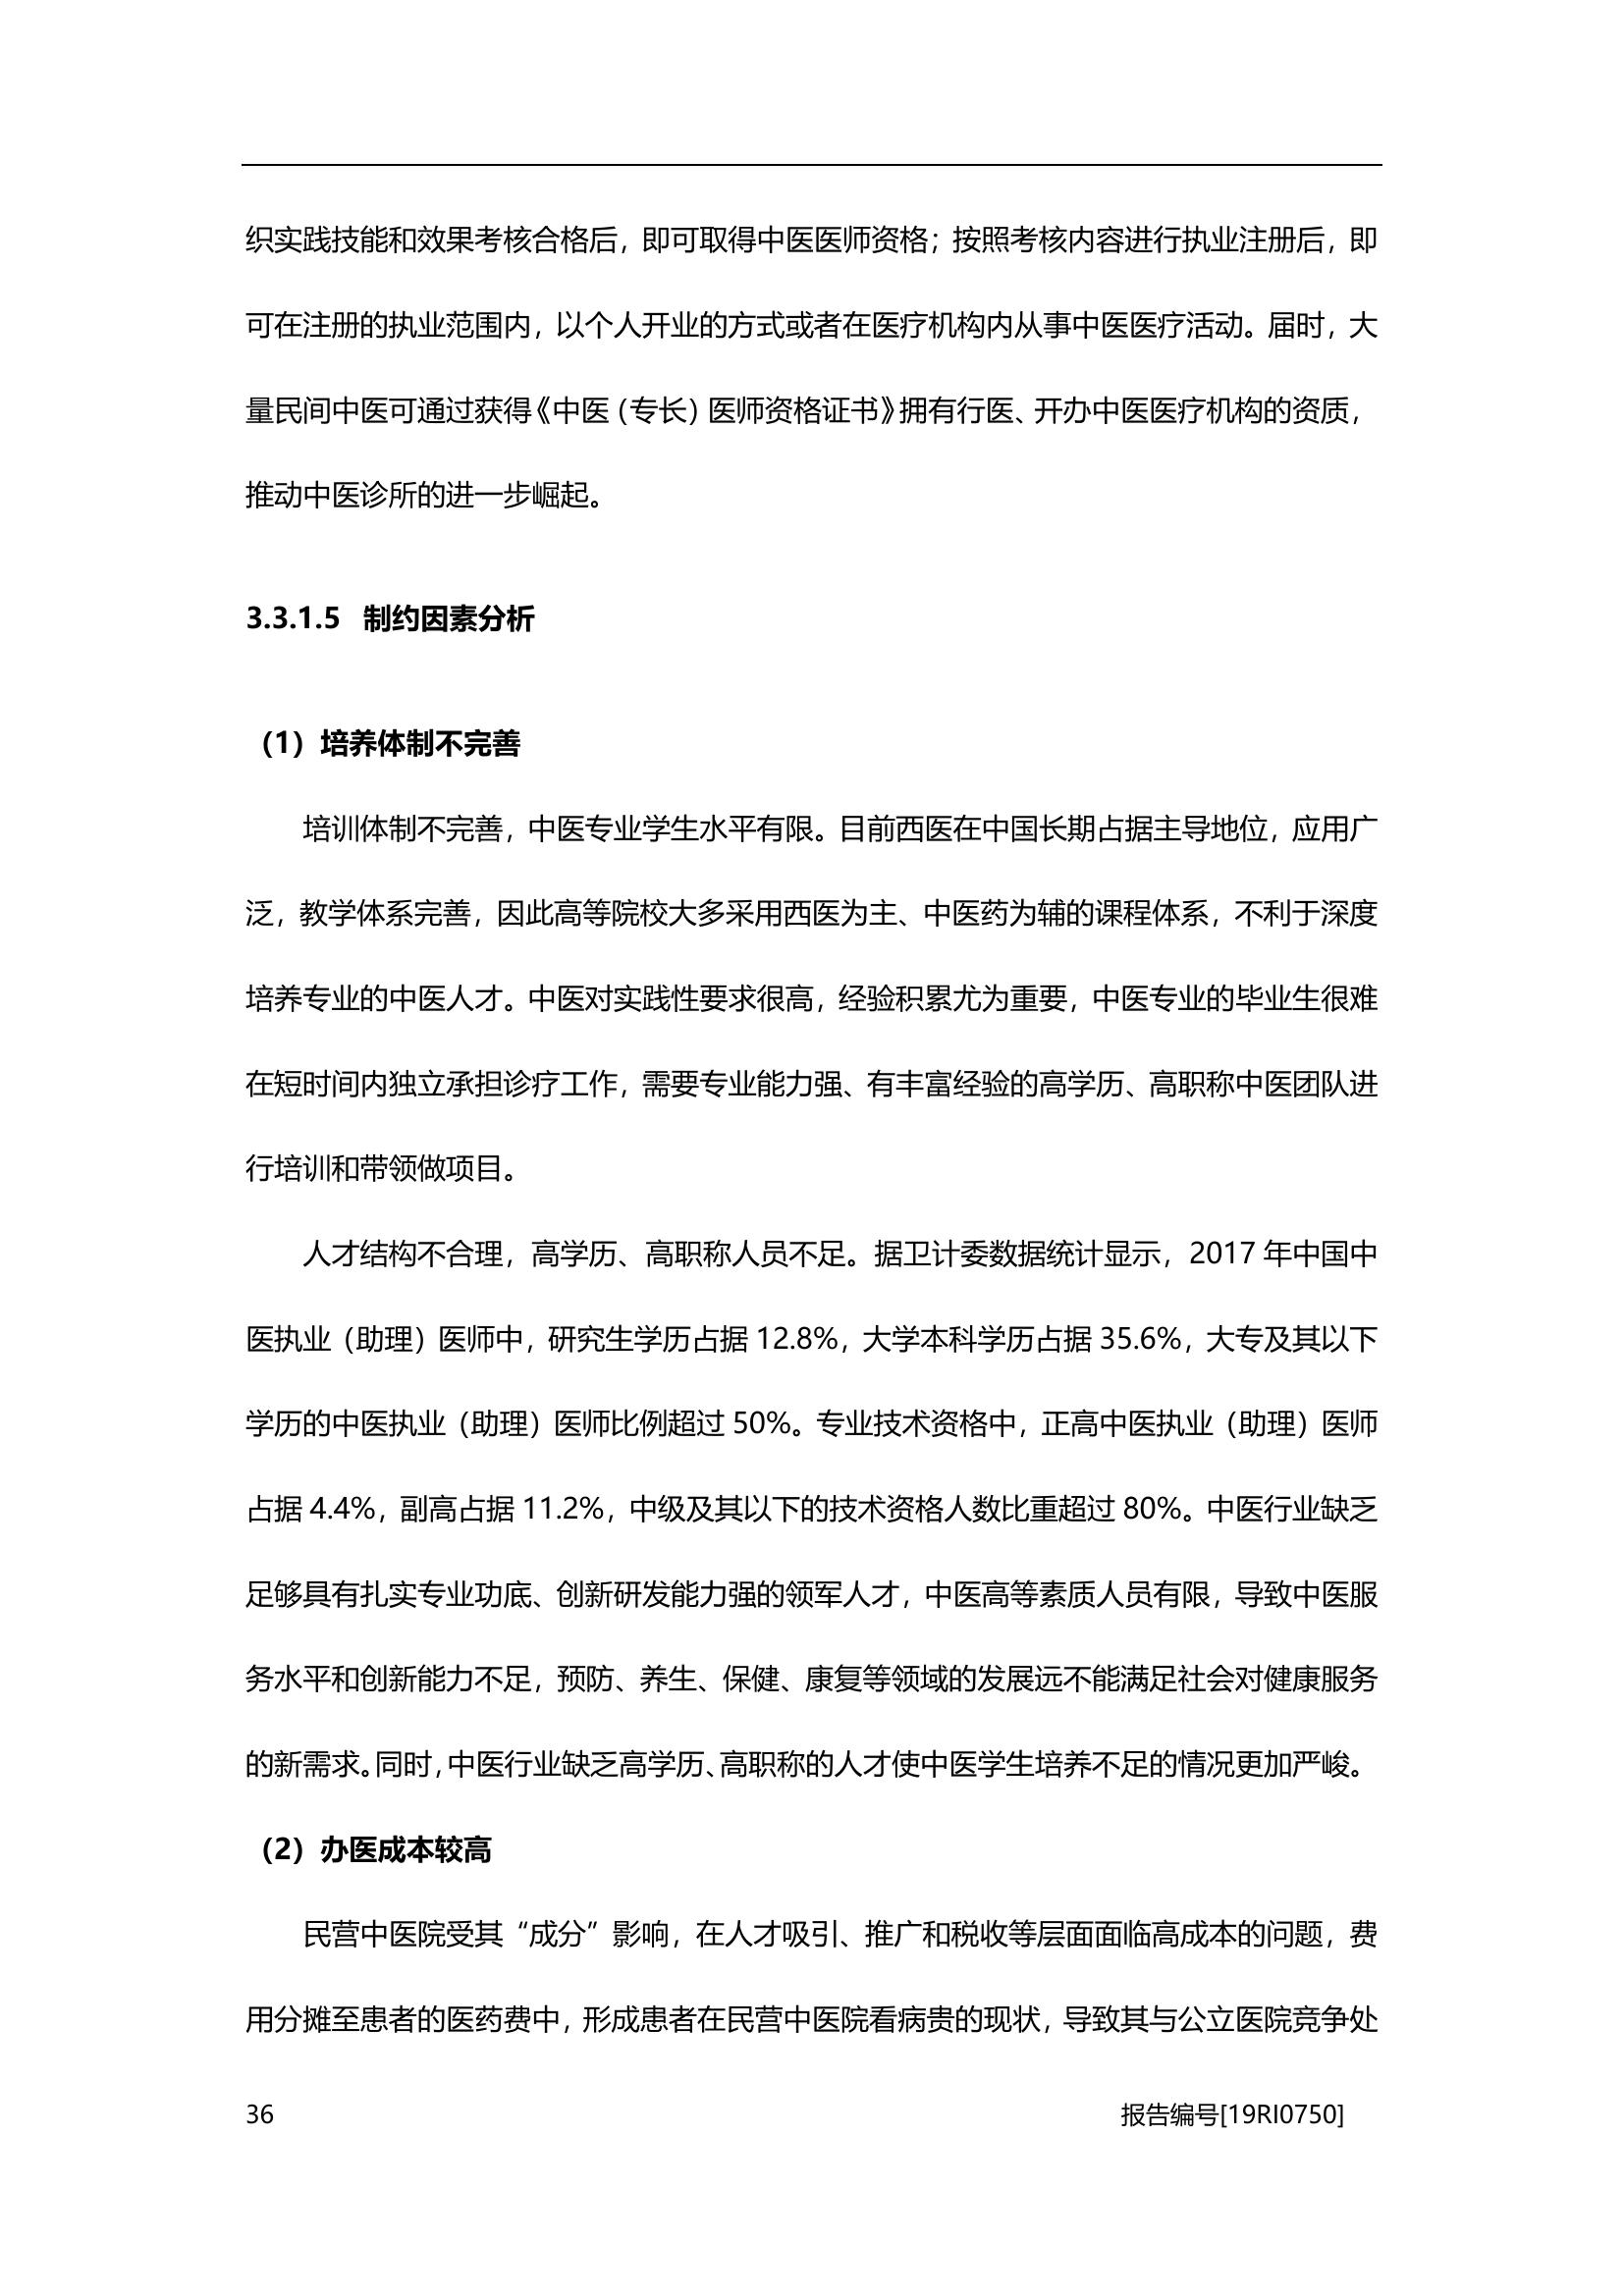 织实践技能和效果考核合格后，即可取得中医医师资格；按照考核内容进行执业注册后，即
可在注册的执业范围内，以个人开业的方式或者在医疗机构内从事中医医疗活动。届时，大
量民间中医可通过获得《中医（专长）医师资格证书》拥有行医、开办中医医疗机构的资质，
推动中医诊所的进一步崛起。
3.3.1.5 制约因素分析
（1）培养体制不完善
培训体制不完善，中医专业学生水平有限。目前西医在中国长期占据主导地位，应用广
泛，教学体系完善，因此高等院校大多采用西医为主、中医药为辅的课程体系，不利于深度
培养专业的中医人才。中医对实践性要求很高，经验积累尤为重要，中医专业的毕业生很难
在短时间内独立承担诊疗工作，需要专业能力强、有丰富经验的高学历、高职称中医团队进
行培训和带领做项目。
人才结构不合理，高学历、高职称人员不足。据卫计委数据统计显示，2017 年中国中
医执业（助理）医师中，研究生学历占据 12.8%，大学本科学历占据 35.6%，大专及其以下
学历的中医执业（助理）医师比例超过 50%。专业技术资格中，正高中医执业（助理）医师
占据 4.4%，副高占据 11.2%，中级及其以下的技术资格人数比重超过 80%。中医行业缺乏
足够具有扎实专业功底、创新研发能力强的领军人才，中医高等素质人员有限，导致中医服
务水平和创新能力不足，预防、养生、保健、康复等领域的发展远不能满足社会对健康服务
的新需求。同时，中医行业缺乏高学历、高职称的人才使中医学生培养不足的情况更加严峻。
（2）办医成本较高
民营中医院受其“成分”影响，在人才吸引、推广和税收等层面面临高成本的问题，费
用分摊至患者的医药费中，形成患者在民营中医院看病贵的现状，导致其与公立医院竞争处
36 报告编号[19RI0750]